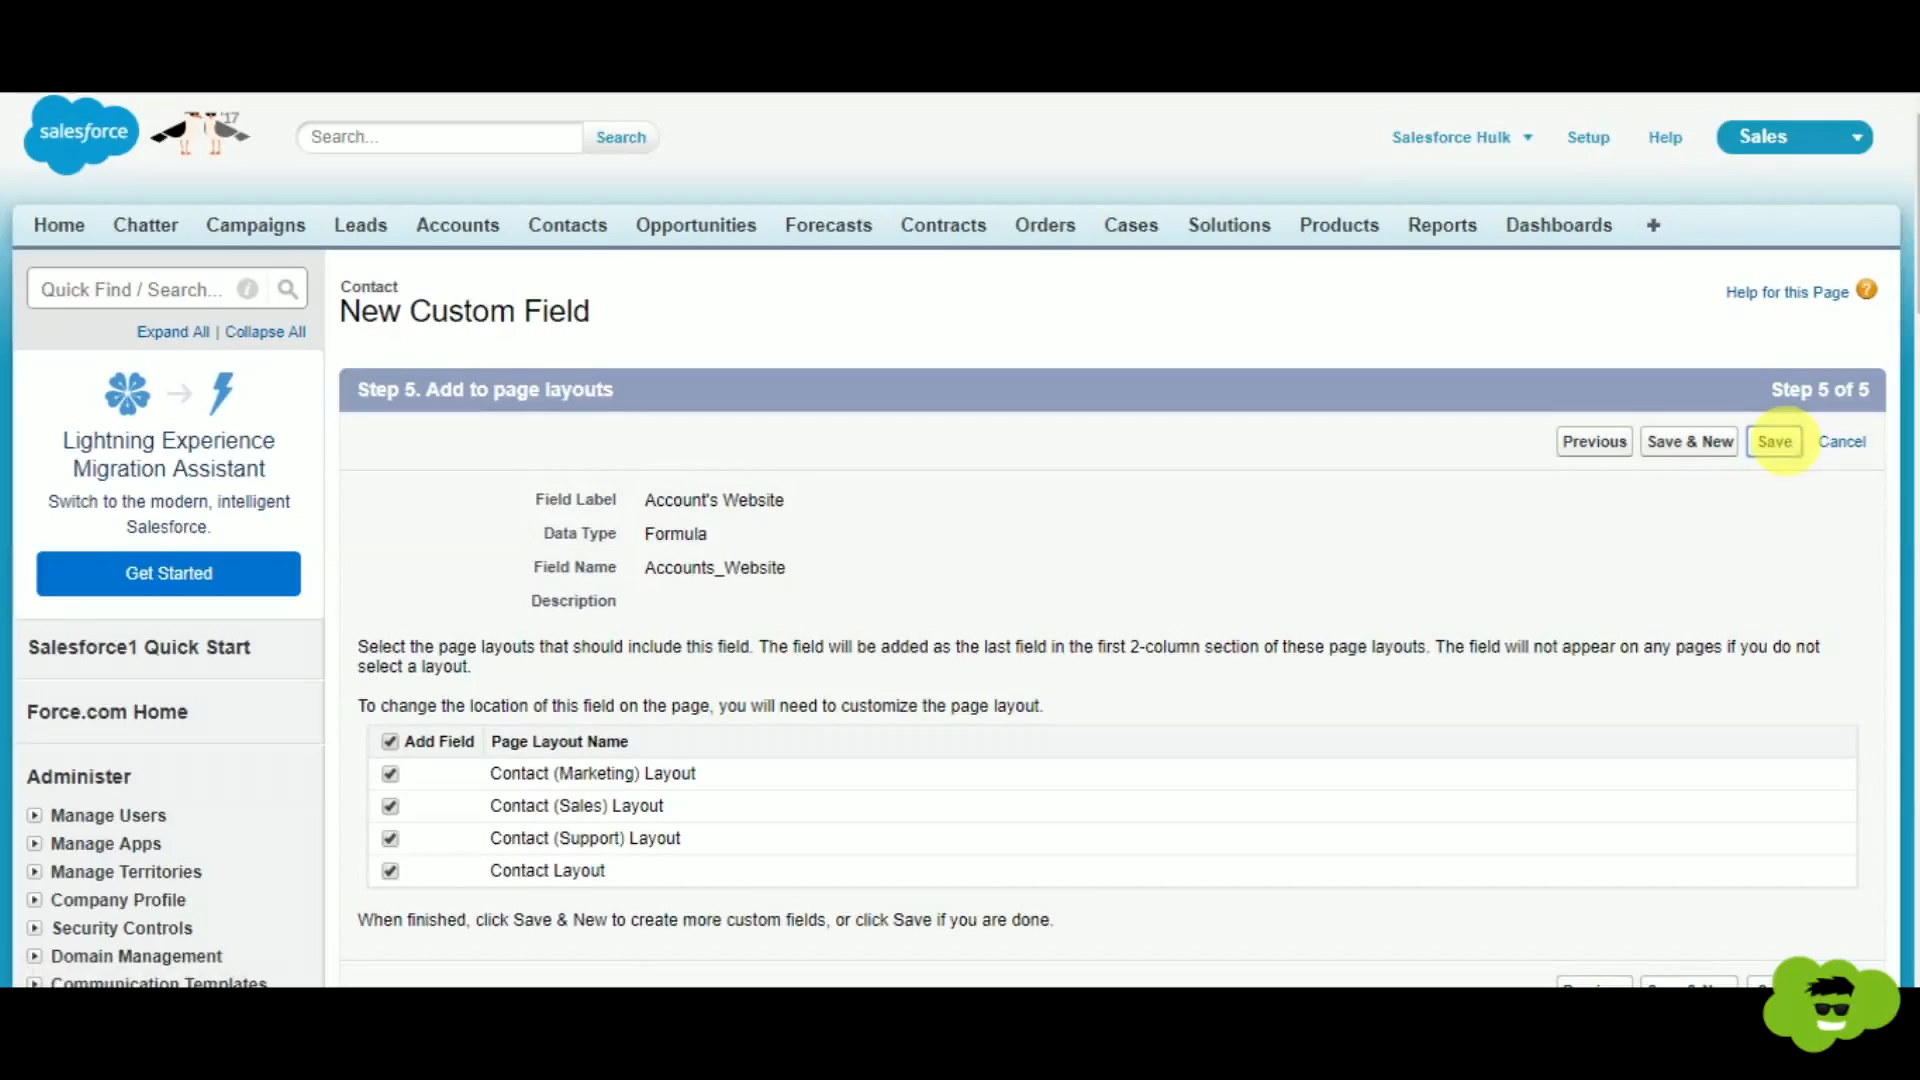 salesforce
'17
Search...
Search
Salesforce Hulk
Setup
Help
Sales
Home
Chatter
Campaigns
Leads
Accounts
Contacts
Opportunities
Forecasts
Contracts
Orders
Cases
Solutions
Products
Reports
Dashboards
+
Quick Find / Search...
Expand All | Collapse All
Lightning Experience
Migration Assistant
Switch to the modern, intelligent
Salesforce.
Get Started
Salesforce1 Quick Start
Force.com Home
Administer
Manage Users
Manage Apps
Manage Territories
Company Profile
Security Controls
Domain Management
Communication Templates
Contact
New Custom Field
Help for this Page
Step 5. Add to page layouts
Step 5 of 5
Previous
Save & New
Save
Cancel
Field Label Account's Website
Data Type Formula
Field Name Accounts_Website
Description
Select the page layouts that should include this field. The field will be added as the last field in the first 2-column section of these page layouts. The field will not appear on any pages if you do not
select a layout.
To change the location of this field on the page, you will need to customize the page layout.
Add Field Page Layout Name
Contact (Marketing) Layout
Contact (Sales) Layout
Contact (Support) Layout
Contact Layout
When finished, click Save & New to create more custom fields, or click Save if you are done.